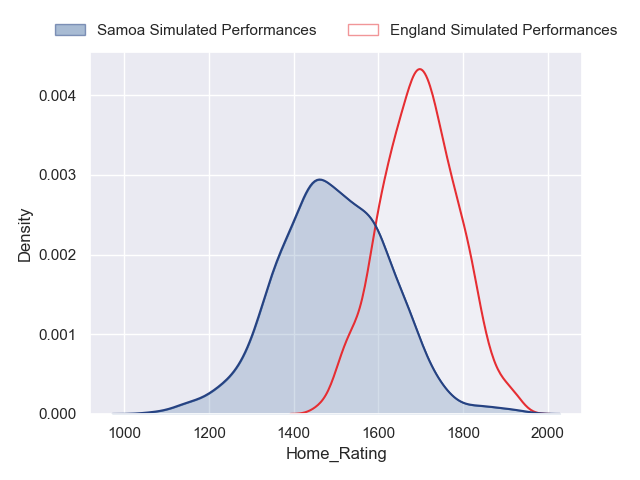 Samoa Simulated Performances England Simulated Performances
0.004
0.003
Density
0.002
0.001
0.000
1000 1200 1400 1600 1800 2000
Home_Rating